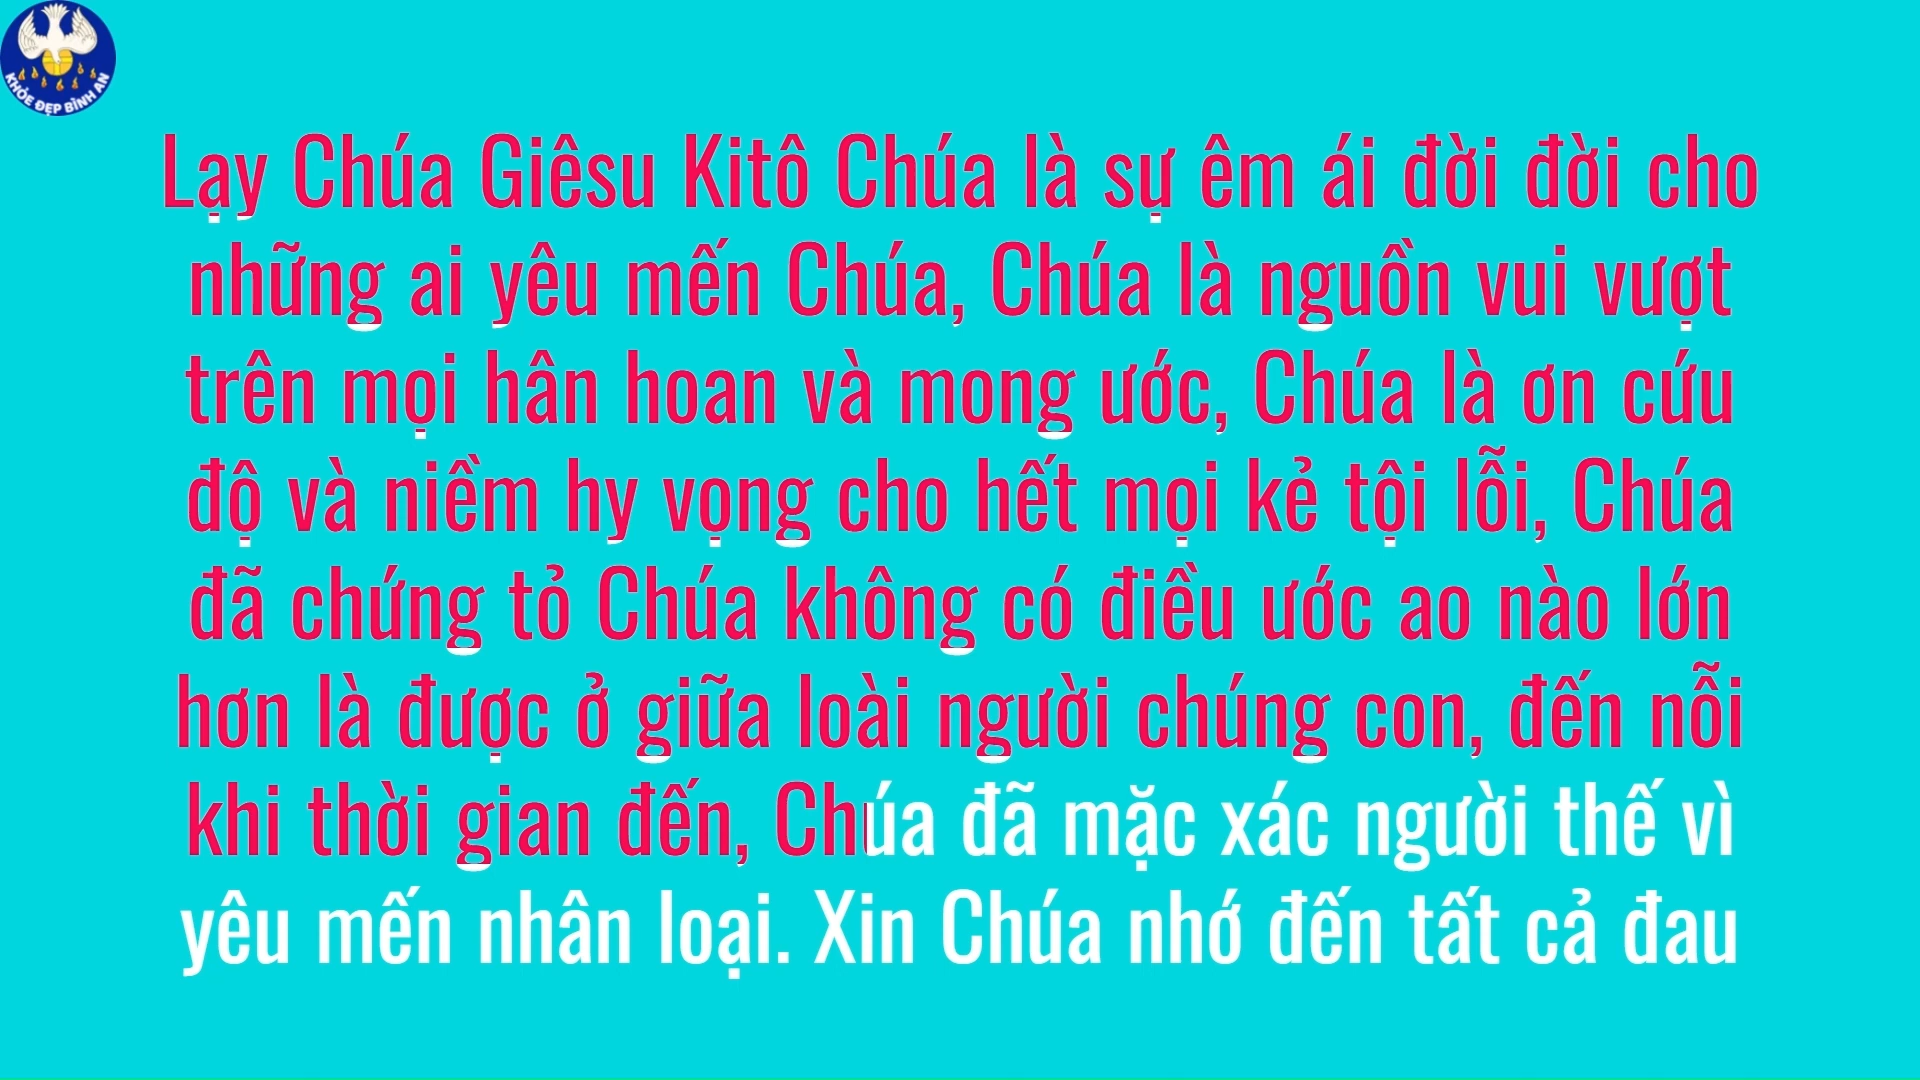 KHỎE ĐẸP BÌNH AN
Lạy Chúa Giêsu Kitô Chúa là sự êm ái đời đời cho
những ai yêu mến Chúa, Chúa là nguồn vui vượt
trên mọi hân hoan và mong ước, Chúa là ơn cứu
độ và niềm hy vọng cho hết mọi kẻ tội lỗi, Chúa
đã chứng tỏ Chúa không có điều ước ao nào lớn
hơn là được ở giữa loài người chúng con, đến nỗi
khi thời gian đến, Chúa đã mặc xác người thế vì
yêu mến nhân loại. Xin Chúa nhớ đến tất cả đau